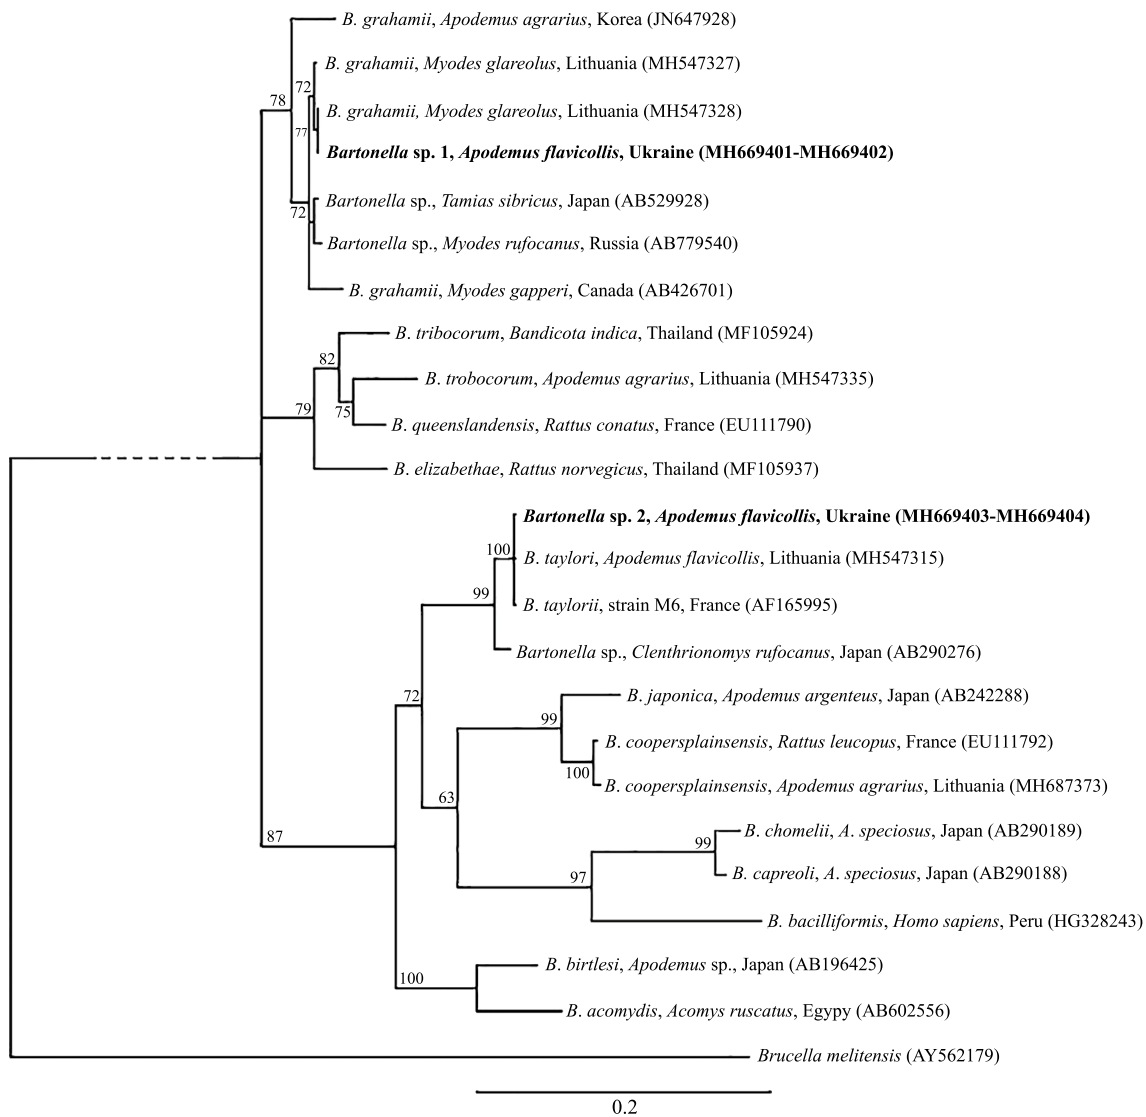 B. grahamii, Apodemus agrarius, Korea (JN647928)
B. grahamii, Myodes glareolus, Lithuania (MH547327)
72
78
B. grahamii, Myodes glareolus, Lithuania (MH547328)
77
Bartonella sp. 1, Apodemus flavicollis, Ukraine (MH669401-MH669402)
Bartonella sp., Tamias sibricus, Japan (AB529928)
72
Bartonella sp., Myodes rufocanus, Russia (AB779540)
B. grahamii, Myodes gapperi, Canada (AB426701)
B. tribocorum, Bandicota indica, Thailand (MF105924)
82
B. trobocorum, Apodemus agrarius, Lithuania (MH547335)
79
75
B. queenslandensis, Rattus conatus, France (EU111790)
B. elizabethae, Rattus norvegicus, Thailand (MF105937)
Bartonella sp. 2, Apodemus flavicollis, Ukraine (MH669403-MH669404)
100
B. taylori, Apodemus flavicollis, Lithuania (MH547315)
99
B. taylorii, strain M6, France (AF165995)
Bartonella sp., Clenthrionomys rufocanus, Japan (AB290276)
72
B. japonica, Apodemus argenteus, Japan (AB242288)
99
B. coopersplainsensis, Rattus leucopus, France (EU111792)
100
B. coopersplainsensis, Apodemus agrarius, Lithuania (MH687373)
63
B. chomelii, A. speciosus, Japan (AB290189)
87
99
B. capreoli, A. speciosus, Japan (AB290188)
97
B. bacilliformis, Homo sapiens, Peru (HG328243)
B. birtlesi, Apodemus sp., Japan (AB196425)
100
B. acomydis, Acomys ruscatus, Egypy (AB602556)
Brucella melitensis (AY562179)
0.2